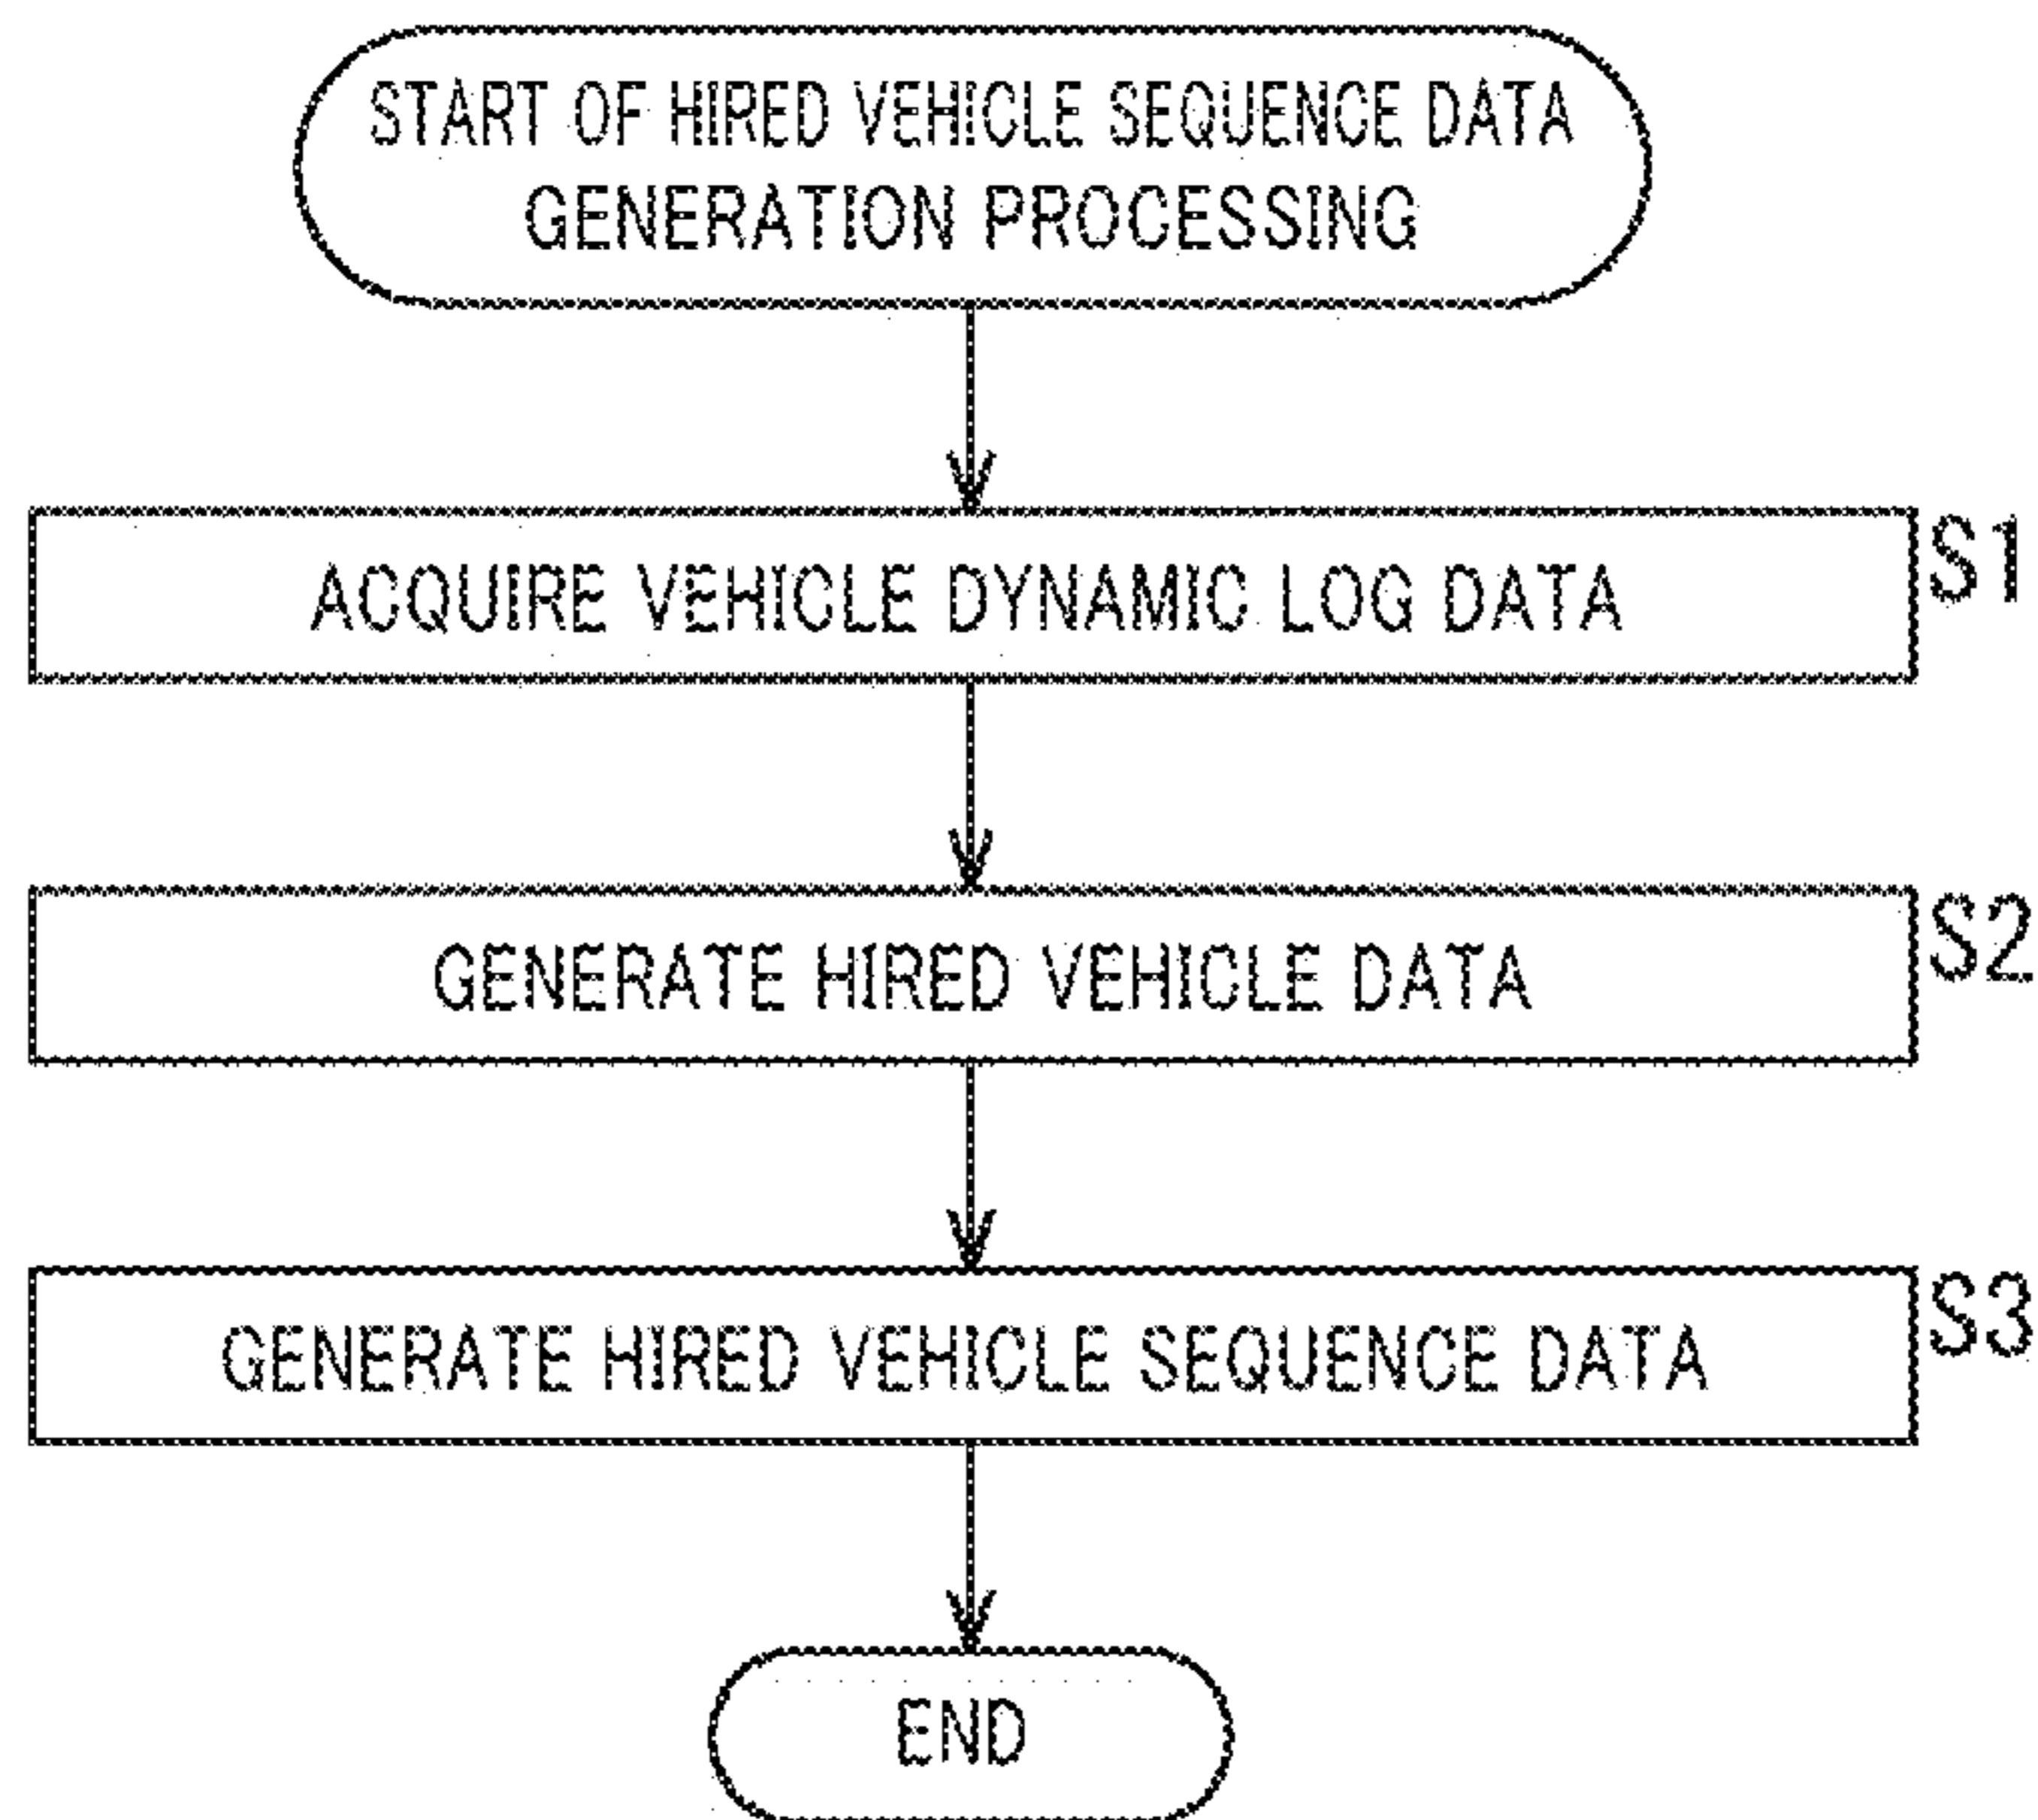 START OF HIRED VEHICLE SEQUENCE DATA
GENERATION PROCESSING
ACQUIRE VEHICLE DYNAMIC LOG DATA
S1
GENERATE HIRED VEHICLE DATA
S2
GENERATE HIRED VEHICLE SEQUENCE DATA
S3
END